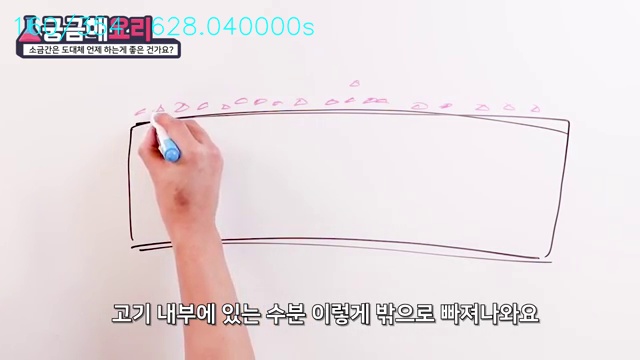 궁금해요리
소금간은 도대체 언제 하는게 좋은 건가요?
고기 내부에 있는 수분 이렇게 밖으로 빠져나와요